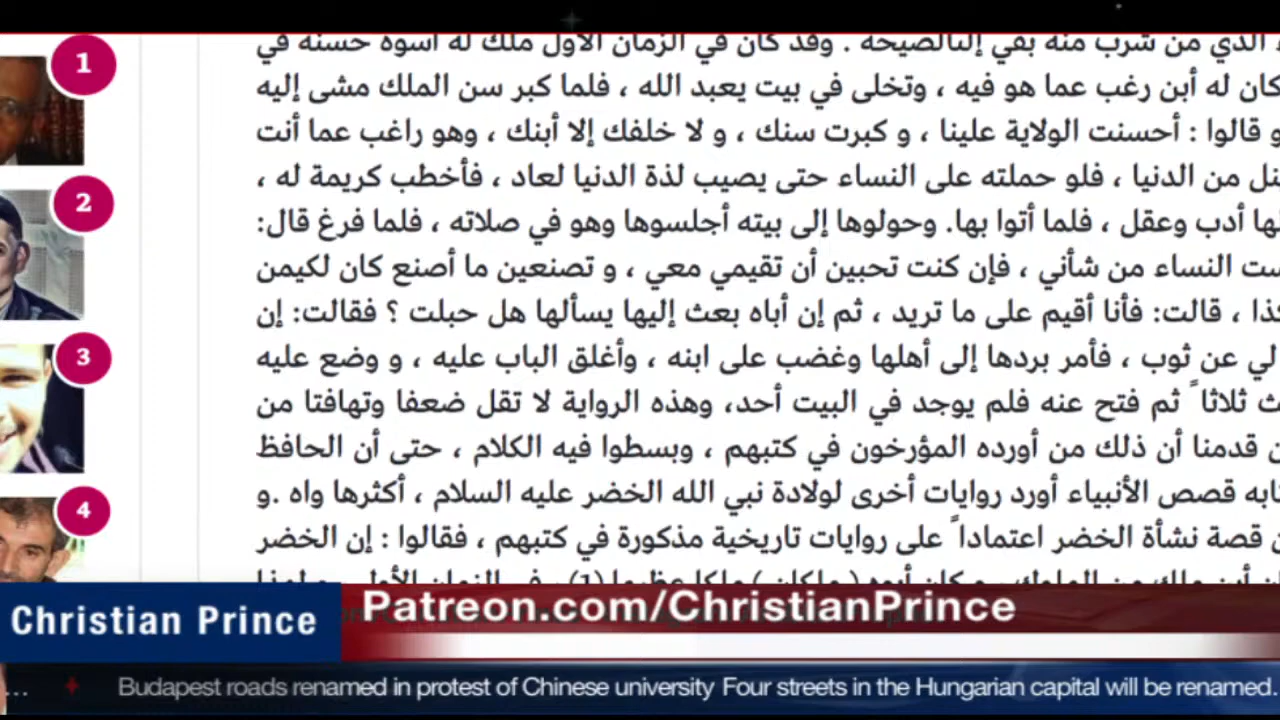 الذي من شرب منه بقي إلىالصيحة . وقد كان في الزمان الأول ملك له أسوة حسنة في
كان له أبن رغب عما هو فيه ، وتخلى في بيت يعبد الله ، فلما كبر سن الملك مشى إليه
و قالوا : أحسنت الولاية علينا ، و كبرت سنك ، و لا خلفك إلا أبنك ، وهو راغب عما أنت
من الدنيا ، فلو حملته على النساء حتى يصيب لذة الدنيا لعاد ، فأخطب كريمة له ،
أدب وعقل ، فلما أتوا بها. وحولوها إلى بيته أجلسوها وهو في صلاته ، فلما فرغ قال:
النساء من شأني ، فإن كنت تحبين أن تقيمي معي ، و تصنعين ما أصنع كان لكيمن
، قالت: فأنا أقيم على ما تريد ، ثم إن أباه بعث إليها يسألها هل حبلت ؟ فقالت: إن
لي عن ثوب ، فأمر بردها إلى أهلها وغضب على ابنه ، وأغلق الباب عليه ، و وضع عليه
ثلاثا ً ثم فتح عنه فلم يوجد في البيت أحد، وهذه الرواية لا تقل ضعفا وتهافتا من
قدمنا أن ذلك من أورده المؤرخون في كتبهم ، وبسطوا فيه الكلام ، حتى أن الحافظ
قصص الأنبياء أورد روايات أخرى لولادة نبي الله الخضر عليه السلام ، أكثرها واه .و
قصة نشأة الخضر اعتمادا ً على روايات تاريخية مذكورة في كتبهم ، فقالوا : إن الخضر
1
2
3
4
Christian Prince
Patreon.com/ChristianPrince
... Budapest roads renamed in protest of Chinese university Four streets in the Hungarian capital will be renamed.